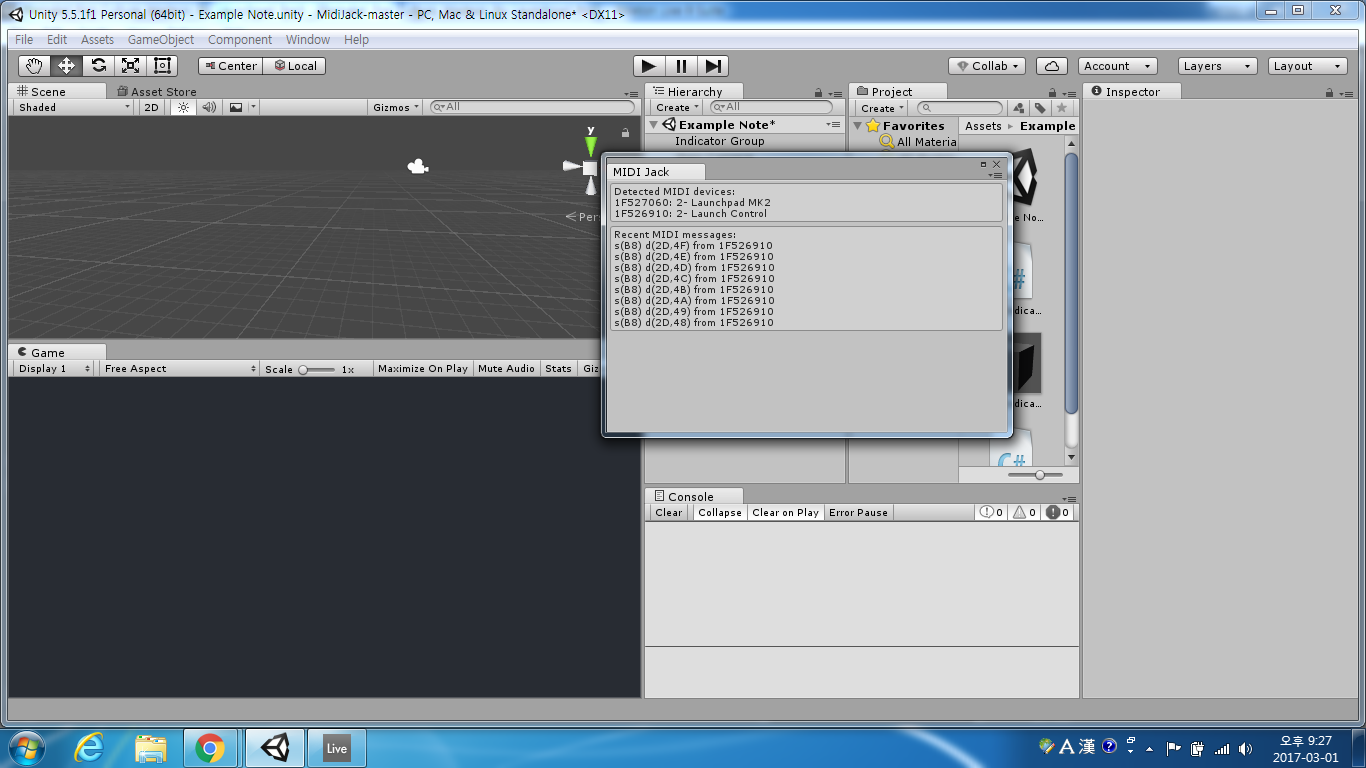 Unity 5.5.1f1 Personal (64bit) - Example Note.unity - MidiJack-master - PC, Mac & Linux Standalone* <DX11>
File Edit Assets GameObject Component Window Help
Center Local Collab Account Layers Layout
Scene Asset Store
Shaded 2D Gizmos All
Hierarchy
Create All
Example Note*
Indicator Group
Project
Create
Favorites
All Materia
Assets Example
Inspector
y
Pers
MIDI Jack
Detected MIDI devices:
1F527060: 2- Launchpad MK2
1F526910: 2- Launch Control
Recent MIDI messages:
s(B8) d(2D,4F) from 1F526910
s(B8) d(2D,4E) from 1F526910
s(B8) d(2D,4D) from 1F526910
s(B8) d(2D,4C) from 1F526910
s(B8) d(2D,4B) from 1F526910
s(B8) d(2D,4A) from 1F526910
s(B8) d(2D,49) from 1F526910
s(B8) d(2D,48) from 1F526910
e No...
#
dica...
dica...
C#
Game
Display 1 Free Aspect Scale 1x Maximize On Play Mute Audio Stats Giz
Console
Clear Collapse Clear on Play Error Pause 0 0 0
Live
A 漢
오후 9:27
2017-03-01